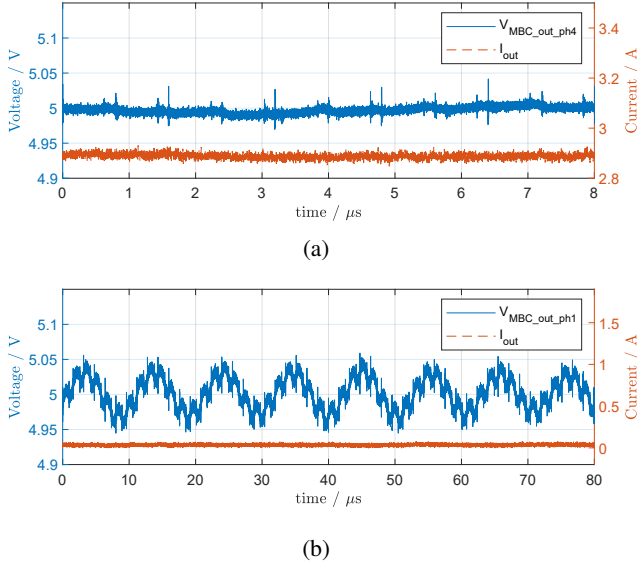 V_MBC_out_ph4
I_out
Voltage / V
5.1
5.05
5
4.95
4.9
Current / A
3.4
3.2
3
2.8
0 1 2 3 4 5 6 7 8
time / μs
(a)
V_MBC_out_ph1
I_out
Voltage / V
5.1
5.05
5
4.95
4.9
Current / A
1.5
1
0.5
0
0 10 20 30 40 50 60 70 80
time / μs
(b)